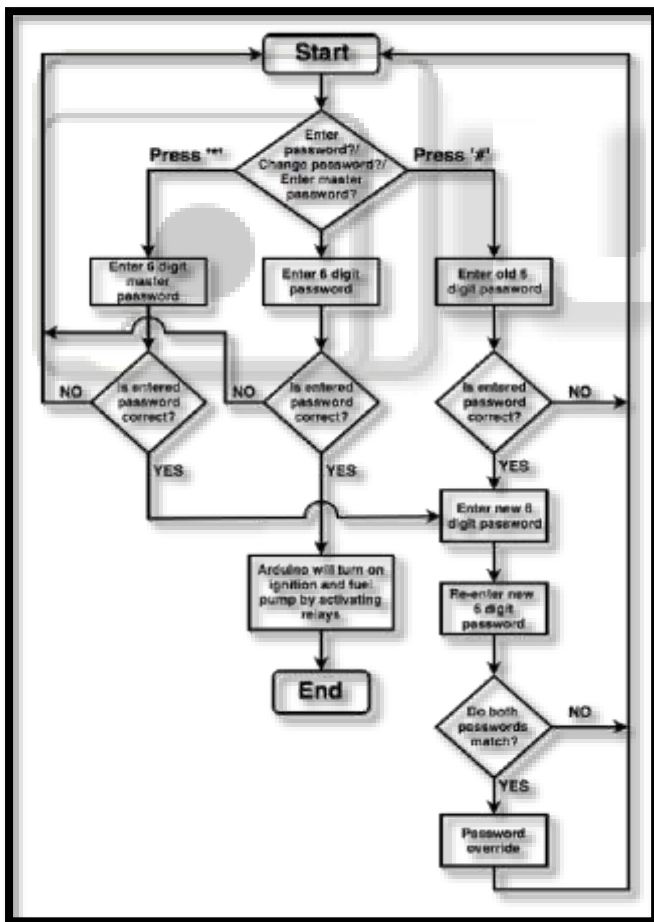 Start
Enter
password?/
Change password?/
Enter master
password?
Press '*'
Press '#'
Enter 6 digit
master
password
Enter 6 digit
password
Enter old 6
digit password
Is entered
password
correct?
NO
YES
Is entered
password
correct?
NO
YES
Is entered
password
correct?
NO
YES
Enter new 6
digit password
Arduino will turn on
ignition and fuel
pump by activating
relays
Re-enter new
6 digit
password
End
Do both
passwords
match?
NO
YES
Password
override